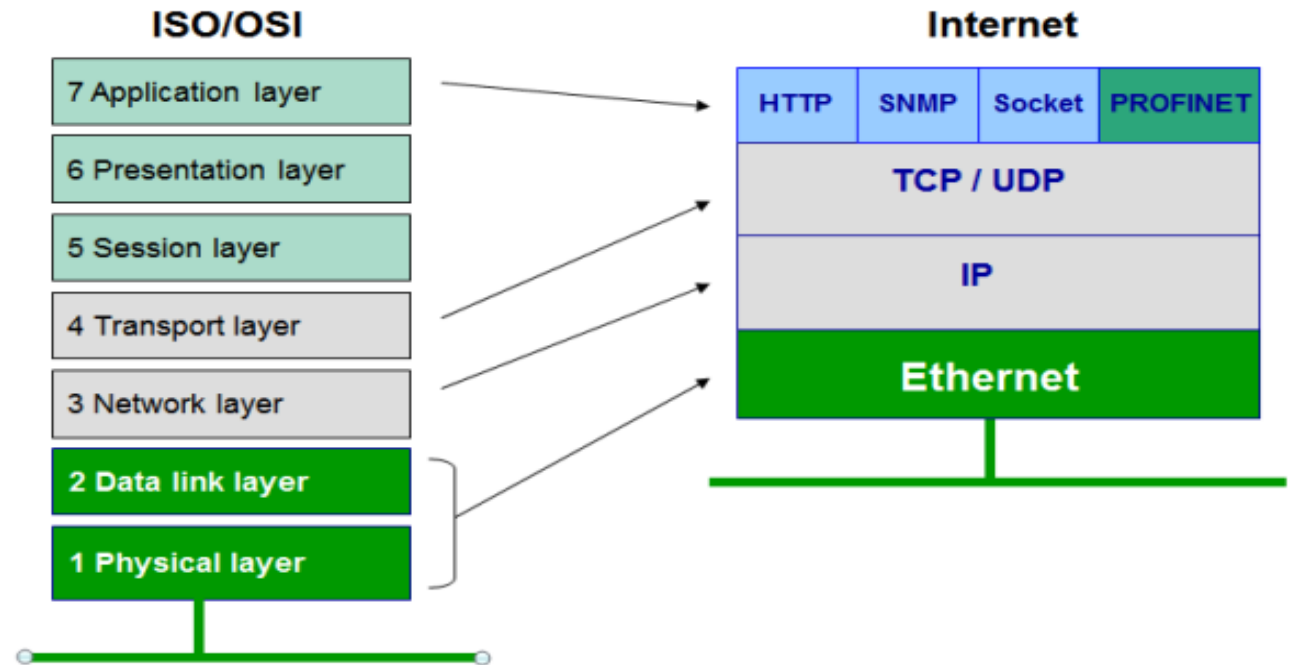 ISO/OSI
7 Application layer
6 Presentation layer
5 Session layer
4 Transport layer
3 Network layer
2 Data link layer
1 Physical layer
Internet
HTTP SNMP Socket PROFINET
TCP / UDP
IP
Ethernet